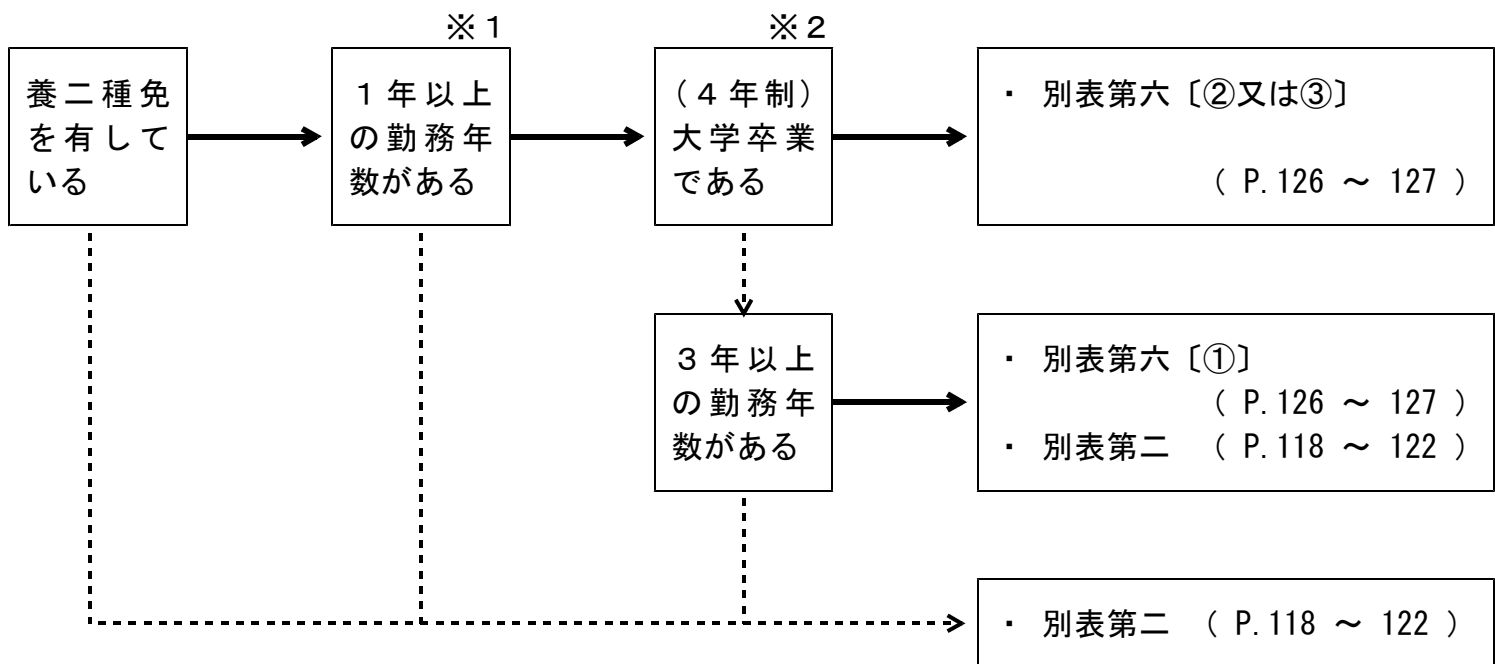 ※１
※２
養二種免
を有して
いる
１年以上
の勤務年
数がある
（４年制）
大学卒業
である
・ 別表第六〔②又は③〕
（ P.126 ～ 127 ）
３年以上
の勤務年
数がある
・ 別表第六〔①〕
（ P.126 ～ 127 ）
・ 別表第二 （ P.118 ～ 122 ）
・ 別表第二 （ P.118 ～ 122 ）